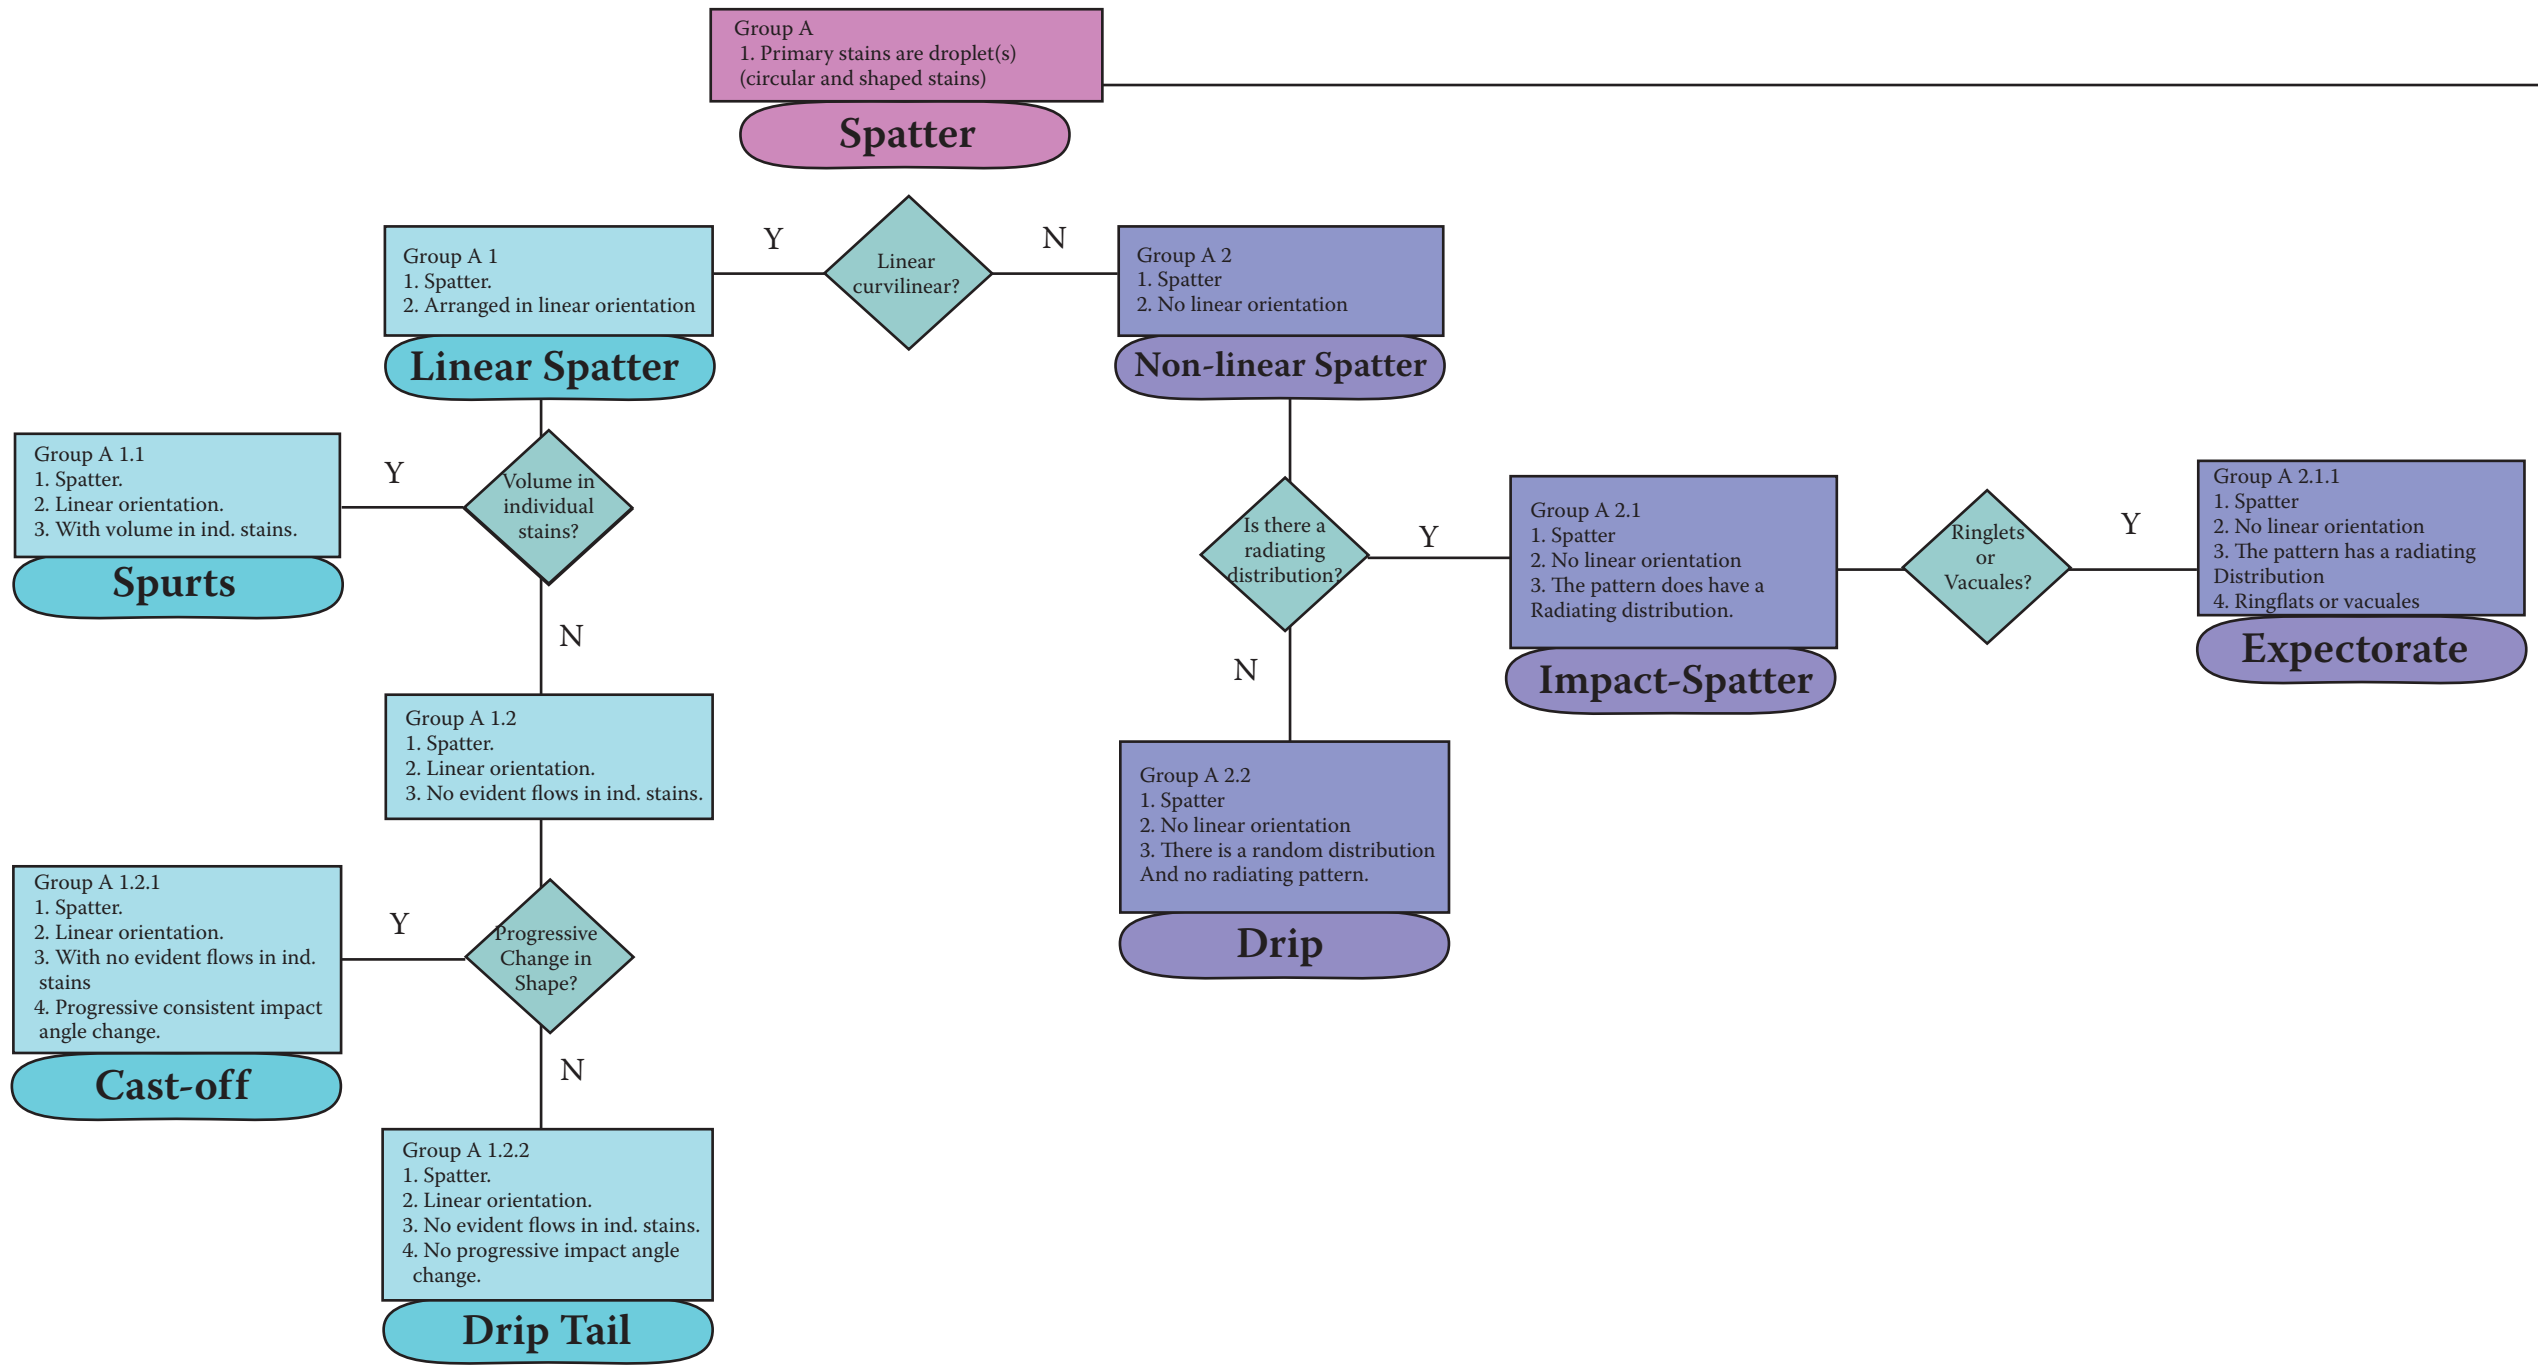 Group A
1. Primary stains are droplet(s)
(circular and shaped stains)
Spatter
Linear
curvilinear?
Y
N
Group A 1
1. Spatter.
2. Arranged in linear orientation
Linear Spatter
Group A 2
1. Spatter
2. No linear orientation
Non-linear Spatter
Volume in
individual
stains?
Y
N
Group A 1.1
1. Spatter.
2. Linear orientation.
3. With volume in ind. stains.
Spurts
Group A 1.2
1. Spatter.
2. Linear orientation.
3. No evident flows in ind. stains.
Progressive
Change in
Shape?
Y
N
Group A 1.2.1
1. Spatter.
2. Linear orientation.
3. With no evident flows in ind.
stains
4. Progressive consistent impact
angle change.
Cast-off
Group A 1.2.2
1. Spatter.
2. Linear orientation.
3. No evident flows in ind. stains.
4. No progressive impact angle
change.
Drip Tail
Is there a
radiating
distribution?
Y
N
Group A 2.1
1. Spatter
2. No linear orientation
3. The pattern does have a
Radiating distribution.
Impact-Spatter
Ringlets
or
Vacuales?
Y
Group A 2.1.1
1. Spatter
2. No linear orientation
3. The pattern has a radiating
Distribution
4. Ringflats or vacuales
Expectorate
Group A 2.2
1. Spatter
2. No linear orientation
3. There is a random distribution
And no radiating pattern.
Drip